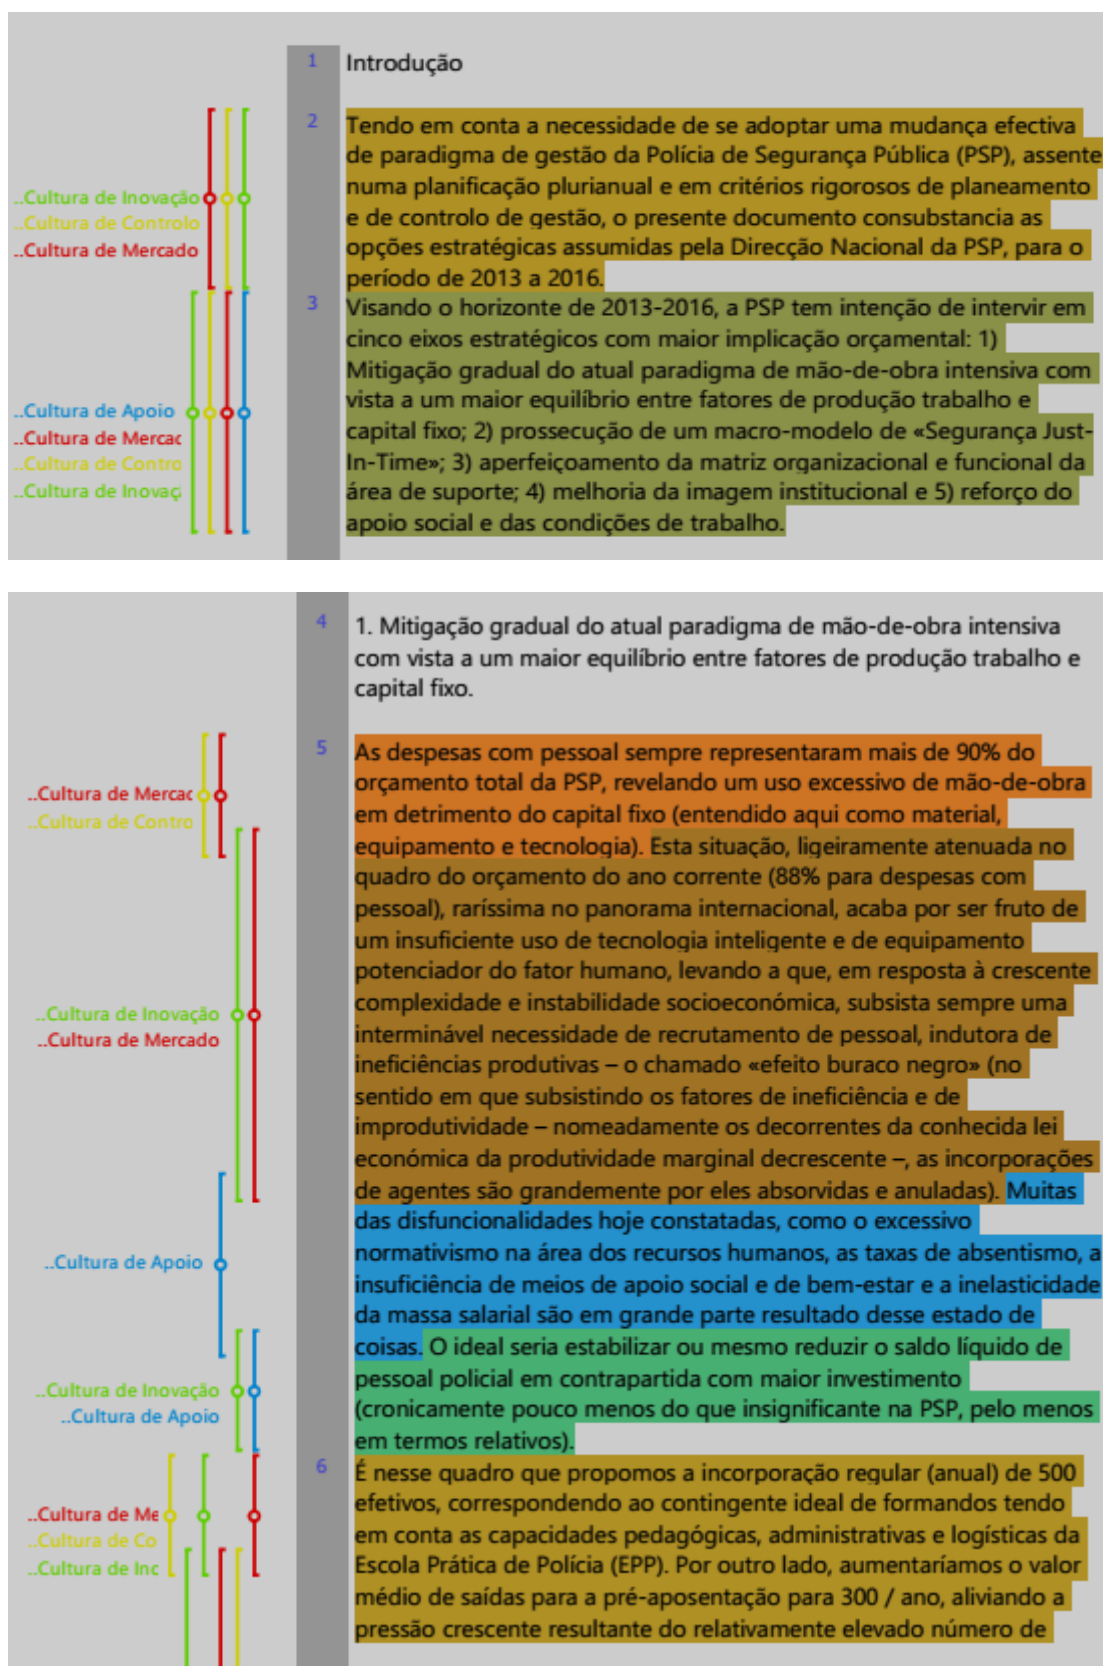 1 Introdução
2 Tendo em conta a necessidade de se adoptar uma mudança efectiva
de paradigma de gestão da Polícia de Segurança Pública (PSP), assente
numa planificação plurianual e em critérios rigorosos de planeamento
..Cultura de Inovação
e de controlo de gestão, o presente documento consubstancia as
..Cultura de Controlo
opções estratégicas assumidas pela Direcção Nacional da PSP, para o
..Cultura de Mercado
período de 2013 a 2016.
3 Visando o horizonte de 2013-2016, a PSP tem intenção de intervir em
cinco eixos estratégicos com maior implicação orçamental: 1)
Mitigação gradual do atual paradigma de mão-de-obra intensiva com
vista a um maior equilíbrio entre fatores de produção trabalho e
..Cultura de Apoio
capital fixo; 2) prossecução de um macro-modelo de «Segurança Just-
..Cultura de Mercac
In-Time»; 3) aperfeiçoamento da matriz organizacional e funcional da
..Cultura de Contro
área de suporte; 4) melhoria da imagem institucional e 5) reforço do
..Cultura de Inovaç
apoio social e das condições de trabalho.
4 1. Mitigação gradual do atual paradigma de mão-de-obra intensiva
com vista a um maior equilíbrio entre fatores de produção trabalho e
capital fixo.
5 As despesas com pessoal sempre representaram mais de 90% do
orçamento total da PSP, revelando um uso excessivo de mão-de-obra
..Cultura de Mercac
em detrimento do capital fixo (entendido aqui como material,
..Cultura de Contro
equipamento e tecnologia). Esta situação, ligeiramente atenuada no
quadro do orçamento do ano corrente (88% para despesas com
pessoal), raríssima no panorama internacional, acaba por ser fruto de
um insuficiente uso de tecnologia inteligente e de equipamento
potenciador do fator humano, levando a que, em resposta à crescente
complexidade e instabilidade socioeconómica, subsista sempre uma
..Cultura de Inovação
interminável necessidade de recrutamento de pessoal, indutora de
..Cultura de Mercado
ineficiências produtivas – o chamado «efeito buraco negro» (no
sentido em que subsistindo os fatores de ineficiência e de
improdutividade – nomeadamente os decorrentes da conhecida lei
económica da produtividade marginal decrescente –, as incorporações
de agentes são grandemente por eles absorvidas e anuladas). Muitas
das disfuncionalidades hoje constatadas, como o excessivo
normativismo na área dos recursos humanos, as taxas de absentismo, a
..Cultura de Apoio
insuficiência de meios de apoio social e de bem-estar e a inelasticidade
da massa salarial são em grande parte resultado desse estado de
coisas. O ideal seria estabilizar ou mesmo reduzir o saldo líquido de
pessoal policial em contrapartida com maior investimento
..Cultura de Inovação
(cronicamente pouco menos do que insignificante na PSP, pelo menos
..Cultura de Apoio
em termos relativos).
6 É nesse quadro que propomos a incorporação regular (anual) de 500
efetivos, correspondendo ao contingente ideal de formandos tendo
..Cultura de Me
em conta as capacidades pedagógicas, administrativas e logísticas da
..Cultura de Co
Escola Prática de Polícia (EPP). Por outro lado, aumentaríamos o valor
..Cultura de Inc
médio de saídas para a pré-aposentação para 300 / ano, aliviando a
pressão crescente resultante do relativamente elevado número de